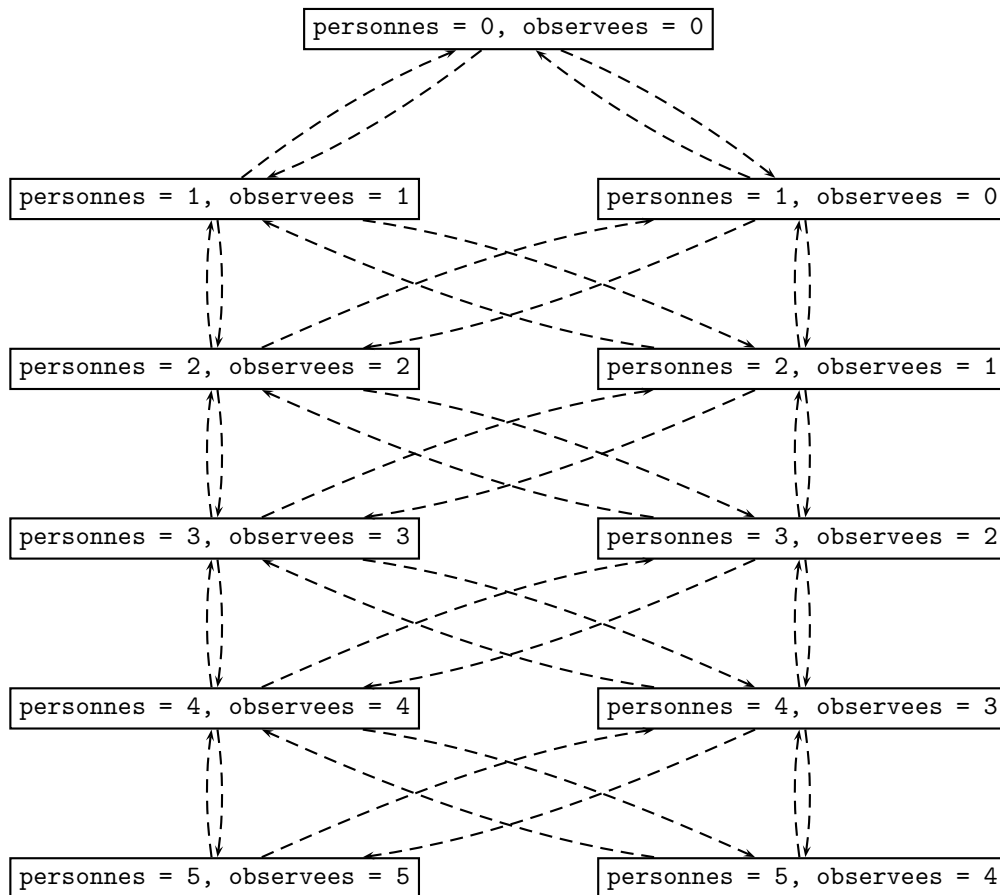 personnes = 0, observees = 0
personnes = 1, observees = 1
personnes = 1, observees = 0
personnes = 2, observees = 2
personnes = 2, observees = 1
personnes = 3, observees = 3
personnes = 3, observees = 2
personnes = 4, observees = 4
personnes = 4, observees = 3
personnes = 5, observees = 5
personnes = 5, observees = 4